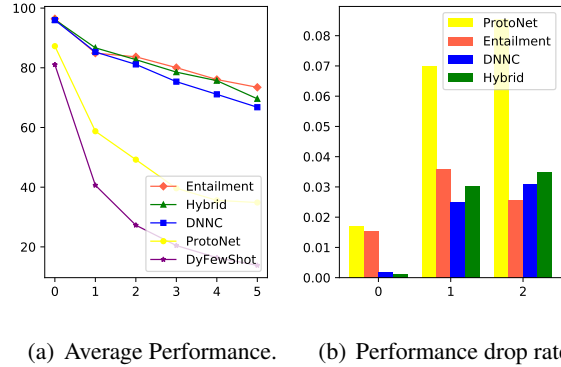 100
80
60
40
20
0 1 2 3 4 5
Entailment
Hybrid
DNNC
ProtoNet
DyFewShot
(a) Average Performance.
0.08
0.07
0.06
0.05
0.04
0.03
0.02
0.01
0.00
0 1 2
ProtoNet
Entailment
DNNC
Hybrid
(b) Performance drop rate